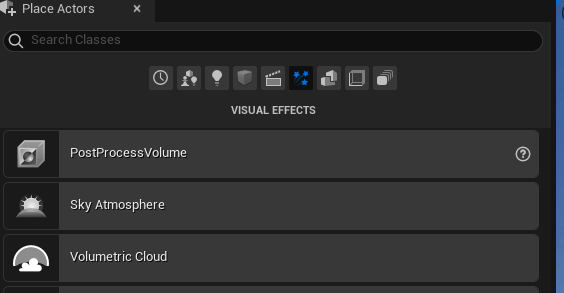 Place Actors
Search Classes
VISUAL EFFECTS
PostProcessVolume
Sky Atmosphere
Volumetric Cloud